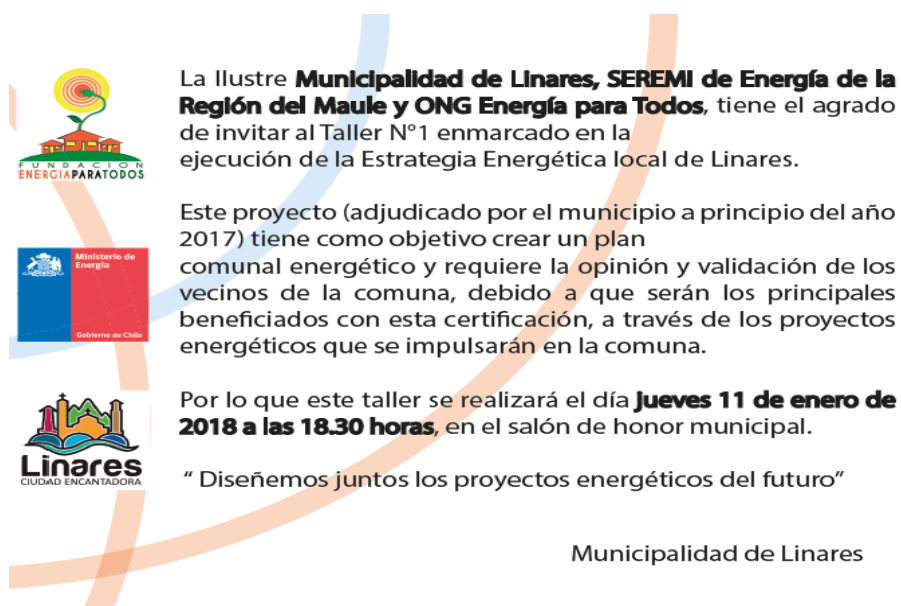 La Ilustre Municipalidad de Linares, SEREMI de Energía de la
Región del Maule y ONG Energía para Todos, tiene el agrado
de invitar al Taller N°1 enmarcado en la
ejecución de la Estrategia Energética local de Linares.
Este proyecto (adjudicado por el municipio a principio del año
2017) tiene como objetivo crear un plan
comunal energético y requiere la opinión y validación de los
vecinos de la comuna, debido a que serán los principales
beneficiados con esta certificación, a través de los proyectos
energéticos que se impulsarán en la comuna.
Por lo que este taller se realizará el día jueves 11 de enero de
2018 a las 18.30 horas, en el salón de honor municipal.
“ Diseñemos juntos los proyectos energéticos del futuro”
Municipalidad de Linares
FUNDACION
ENERGIAPARATODOS
Ministerio de
Energía
Gobierno de Chile
Linares
CIUDAD ENCANTADORA